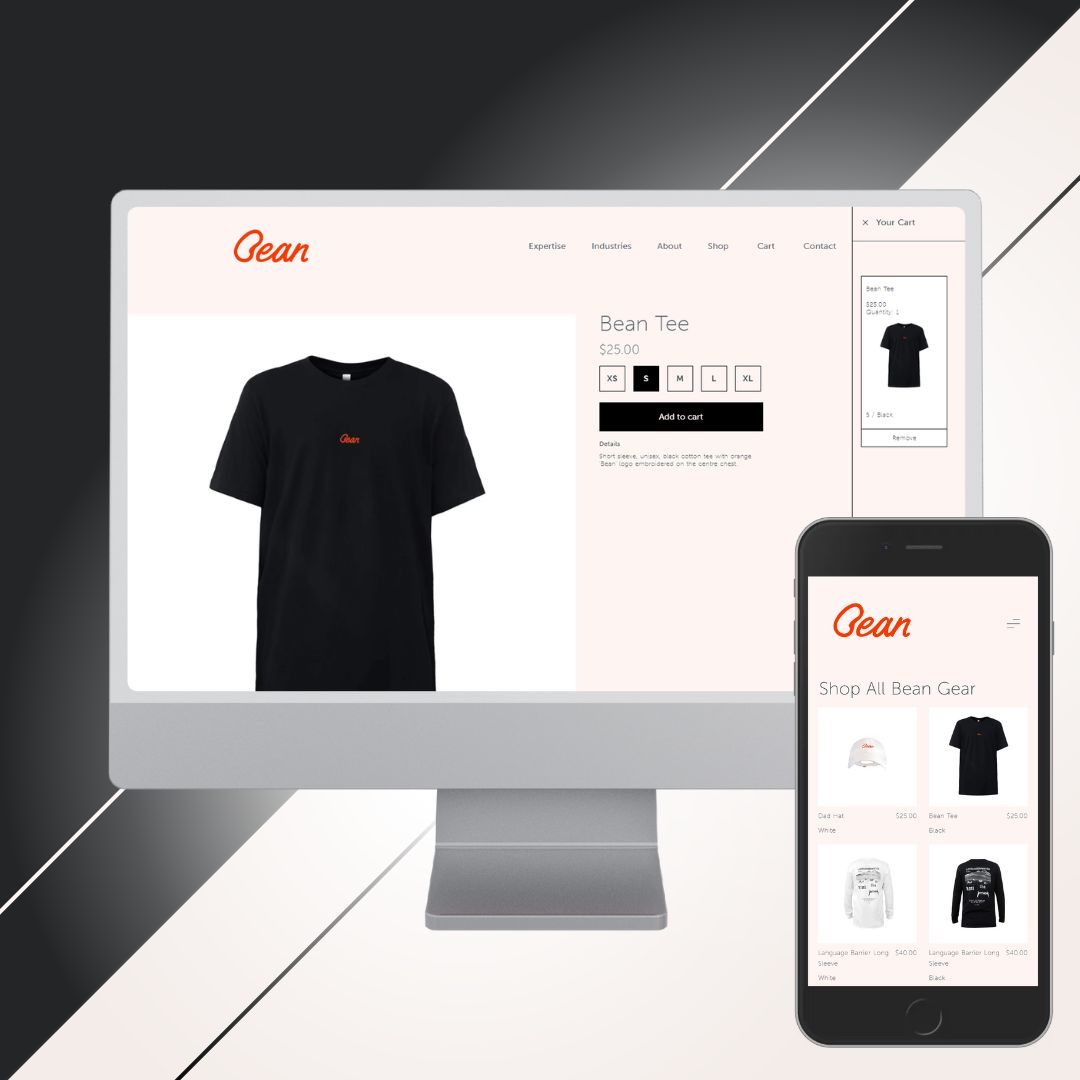 Bean
Expertise Industries About Shop Cart Contact
× Your Cart
Bean Tee
$25.00
XS S M L XL
Add to cart
Details
Short sleeve, unisex, black cotton tee with orange
'Bean' logo embroidered on the centre chest.
Bean
Bean Tee
$25.00
Quantity: 1
S / Black
Remove
Bean
Shop All Bean Gear
Bean
Dad Hat $25.00
White
Bean Tee $25.00
Black
Language Barrier Long $40.00
Sleeve
White
Language Barrier Long $40.00
Sleeve
Black